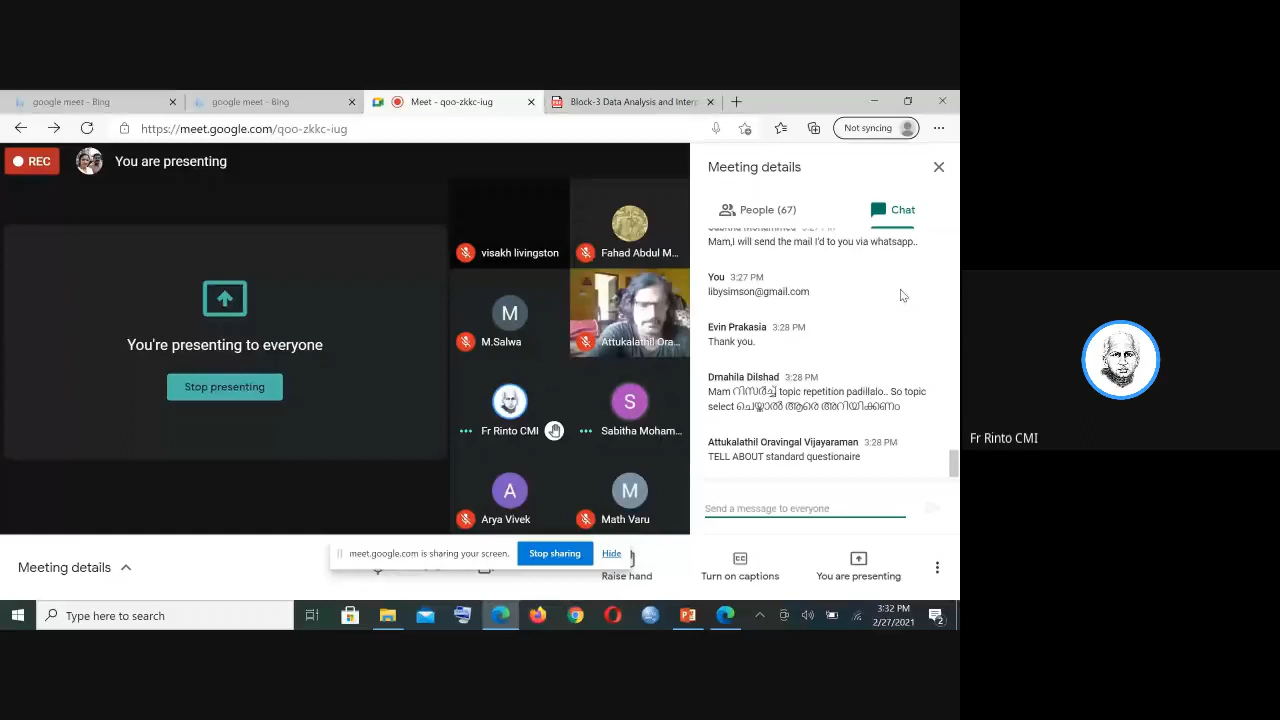 google meet - Bing
google meet - Bing
Meet - qoo-zkkc-iug
Block-3 Data Analysis and Interp
https://meet.google.com/qoo-zkkc-iug
Not syncing
REC
You are presenting
Meeting details
People (67)
Chat
Mam,I will send the mail I'd to you via whatsapp..
You 3:27 PM
libysimson@gmail.com
Evin Prakasia 3:28 PM
Thank you.
Drnahila Dilshad 3:28 PM
Mam റിസർച്ച് topic repetition padillalo.. So topic
select ചെയ്താൽ ആരെ അറിയിക്കണം
Attukalathil Oravingal Vijayaraman 3:28 PM
TELL ABOUT standard questionaire
Send a message to everyone
You're presenting to everyone
Stop presenting
visakh livingston
Fahad Abdul M...
M
M.Salwa
Attukalathil Ora...
Fr Rinto CMI
S
Sabitha Moham...
A
Arya Vivek
M
Math Varu
Fr Rinto CMI
meet.google.com is sharing your screen.
Stop sharing
Hide
Meeting details
Raise hand
Turn on captions
You are presenting
Type here to search
3:32 PM
2/27/2021
2